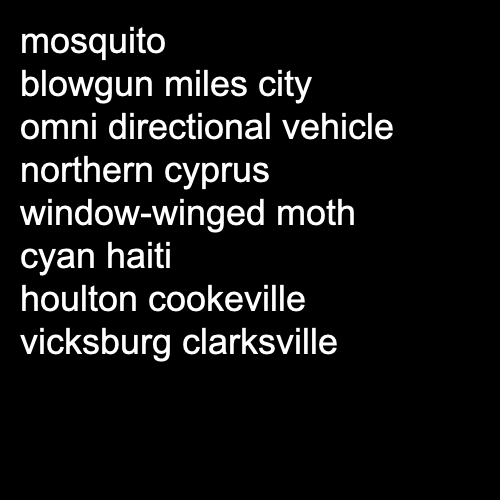 mosquito
blowgun miles city
omni directional vehicle
northern cyprus
window-winged moth
cyan haiti
houlton cookeville
vicksburg clarksville